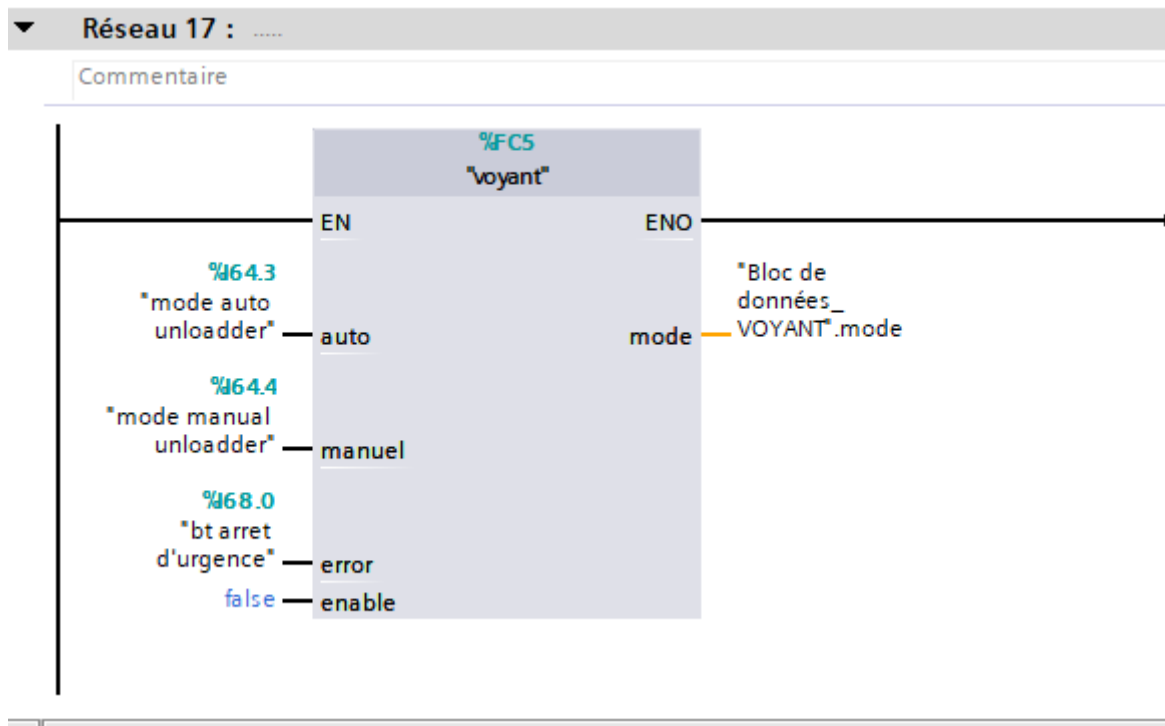 Réseau 17 : .....
Commentaire
%FC5
"voyant"
EN
ENO
%I64.3
"mode auto
unloadder"
auto
mode
"Bloc de
données_
VOYANT".mode
%I64.4
"mode manual
unloadder"
manuel
%I68.0
"bt arret
d'urgence"
error
false
enable